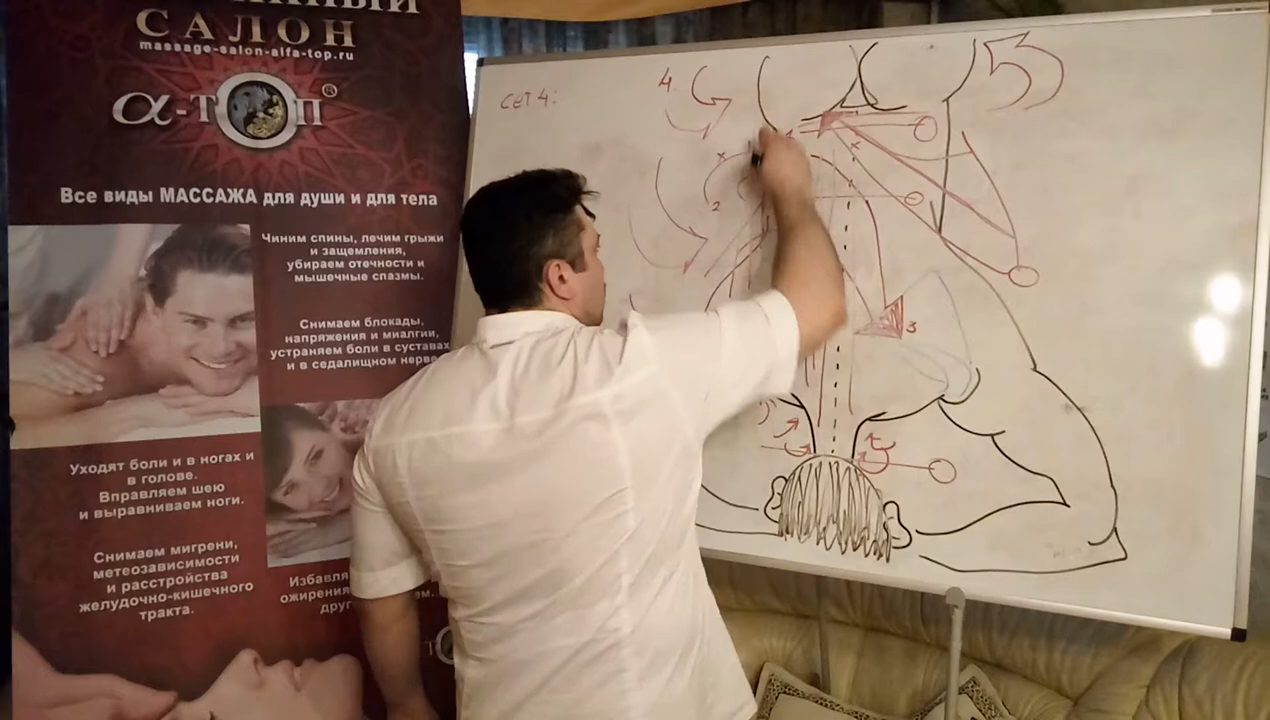 САЛОН
massage-salon-alfa-top.ru
α-ТОП®
Все виды МАССАЖА для души и для тела
Чиним спины, лечим грыжи
и защемления,
убираем отечности и
мышечные спазмы.
Снимаем блокады,
напряжения и миалгии,
устраняем боли в суставах
и в седалищном нерве
Уходят боли и в ногах и
в голове.
Вправляем шею
и выравниваем ноги.
Снимаем мигрени,
метеозависимости
и расстройства
желудочно-кишечного
тракта.
сет 4:
4.
x
x
2
3